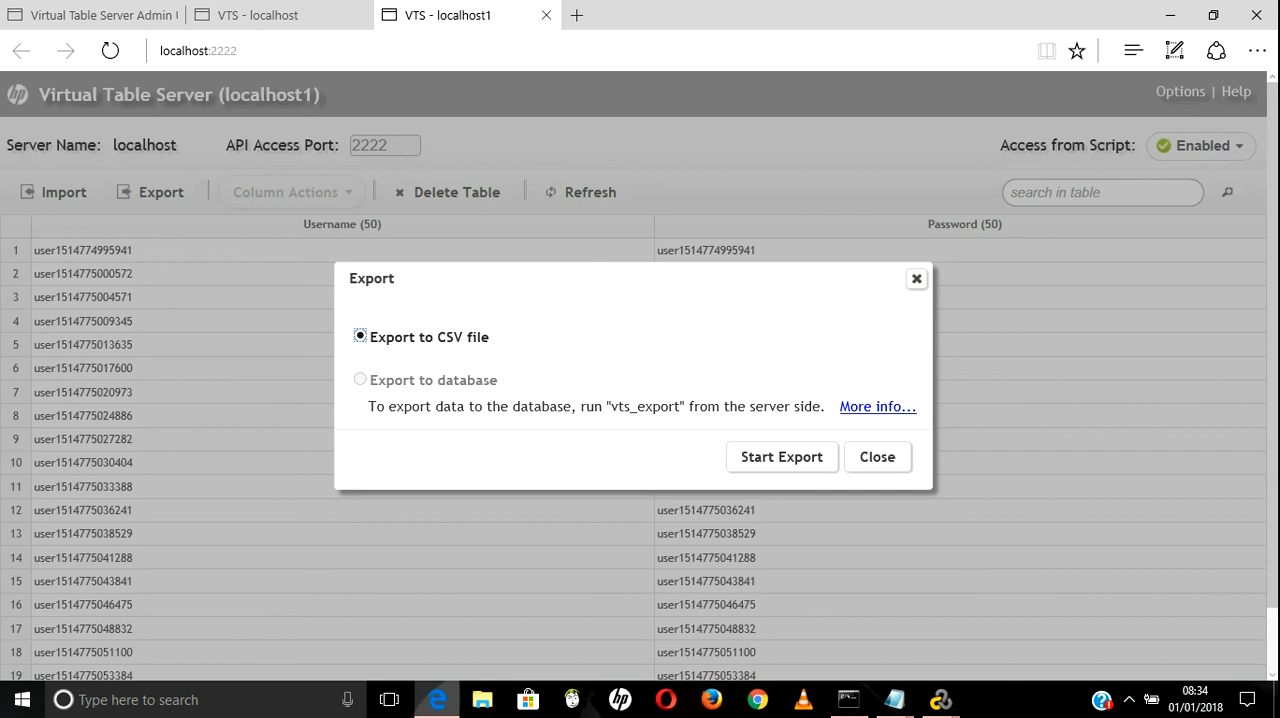 Virtual Table Server Admin U
VTS - localhost
VTS - localhost1
localhost:2222
hp Virtual Table Server (localhost1)
Options | Help
Server Name: localhost API Access Port: 2222
Access from Script: Enabled
Import Export Column Actions Delete Table Refresh
search in table
Username (50) Password (50)
1 user1514774995941 user1514774995941
2 user1514775000572
3 user1514775004571
4 user1514775009345
5 user1514775013635
6 user1514775017600
7 user1514775020973
8 user1514775024886
9 user1514775027282
10 user1514775030404
11 user1514775033388
12 user1514775036241 user1514775036241
13 user1514775038529 user1514775038529
14 user1514775041288 user1514775041288
15 user1514775043841 user1514775043841
16 user1514775046475 user1514775046475
17 user1514775048832 user1514775048832
18 user1514775051100 user1514775051100
19 user1514775053384 user1514775053384
Export
Export to CSV file
Export to database
To export data to the database, run "vts_export" from the server side. More info...
Start Export Close
Type here to search
hp
08:34
01/01/2018